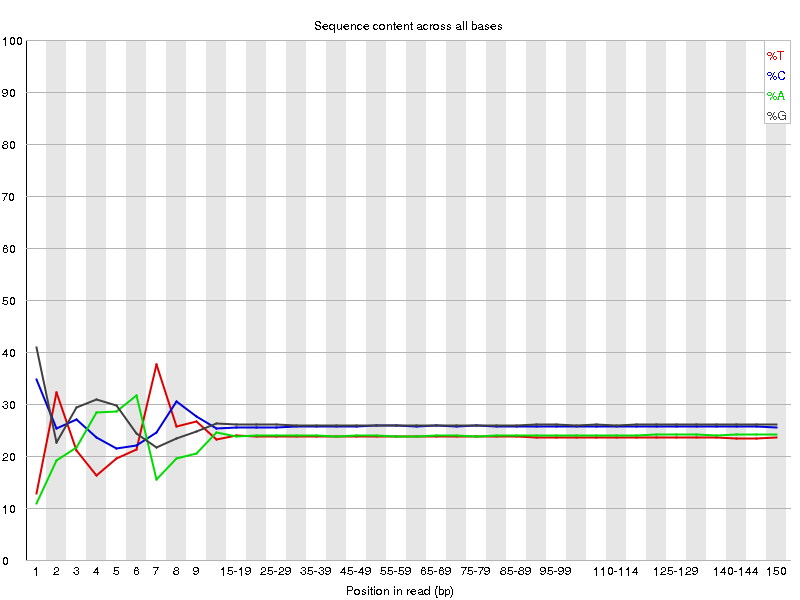 Sequence content across all bases
100
90
80
70
60
50
40
30
20
10
0
%T
%C
%A
%G
1 2 3 4 5 6 7 8 9 15-19 25-29 35-39 45-49 55-59 65-69 75-79 85-89 95-99 110-114 125-129 140-144 150
Position in read (bp)